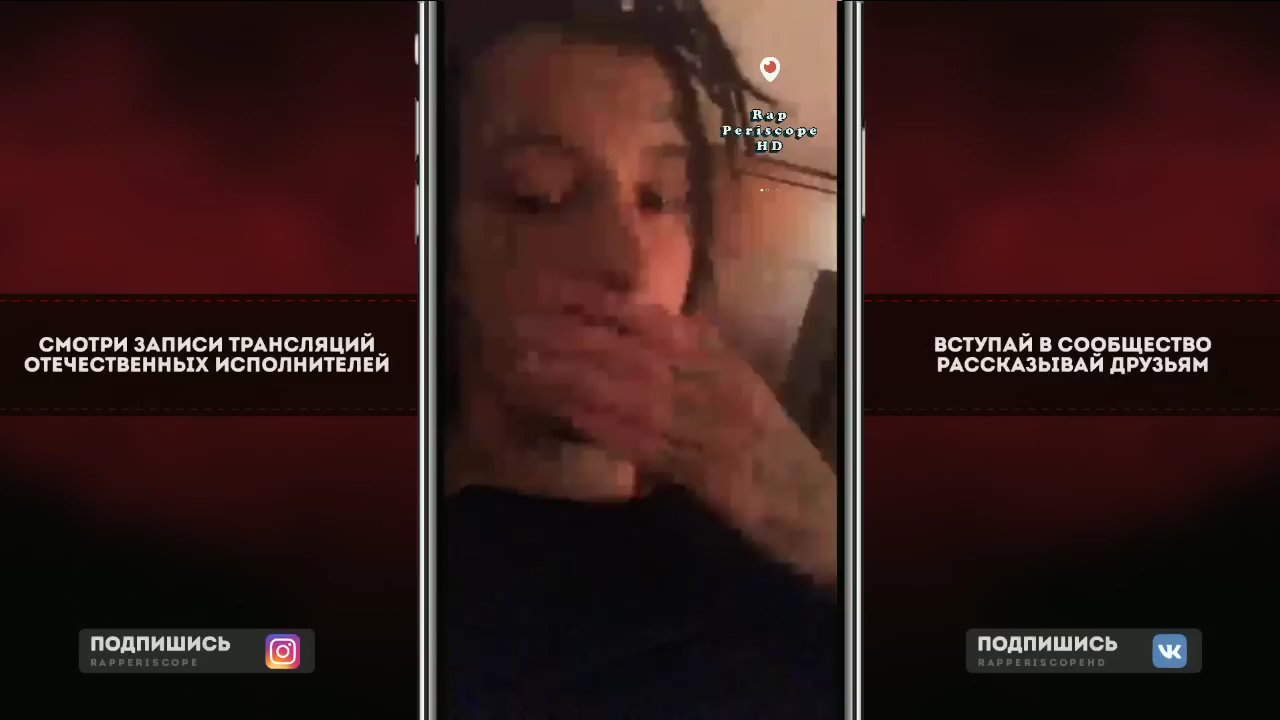 Rap
Periscope
HD
СМОТРИ ЗАПИСИ ТРАНСЛЯЦИЙ
ОТЕЧЕСТВЕННЫХ ИСПОЛНИТЕЛЕЙ
ВСТУПАЙ В СООБЩЕСТВО
РАССКАЗЫВАЙ ДРУЗЬЯМ
ПОДПИШИСЬ
RAPPERISCOPE
ПОДПИШИСЬ
RAPPERISCOPEHD